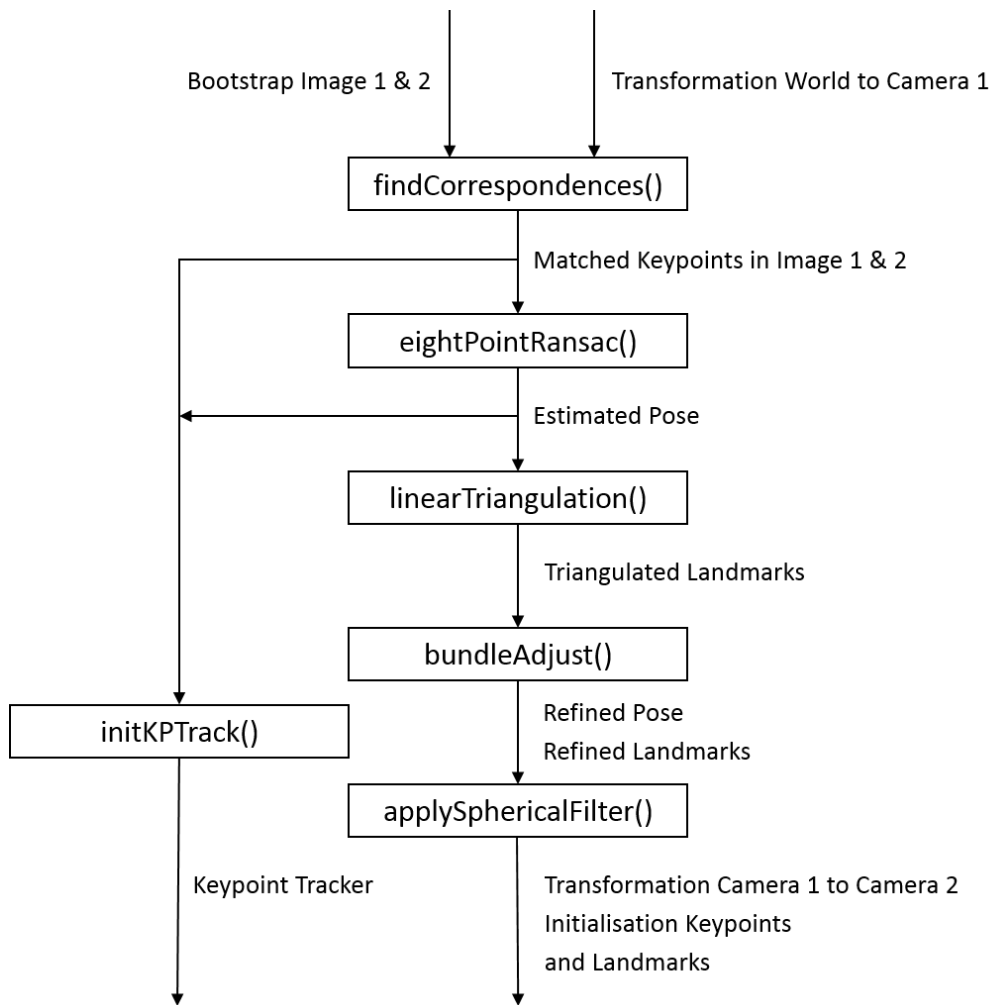 Bootstrap Image 1 & 2
Transformation World to Camera 1
findCorrespondences()
Matched Keypoints in Image 1 & 2
eightPointRansac()
Estimated Pose
linearTriangulation()
Triangulated Landmarks
bundleAdjust()
Refined Pose
Refined Landmarks
initKPTrack()
applySphericalFilter()
Keypoint Tracker
Transformation Camera 1 to Camera 2
Initialisation Keypoints
and Landmarks